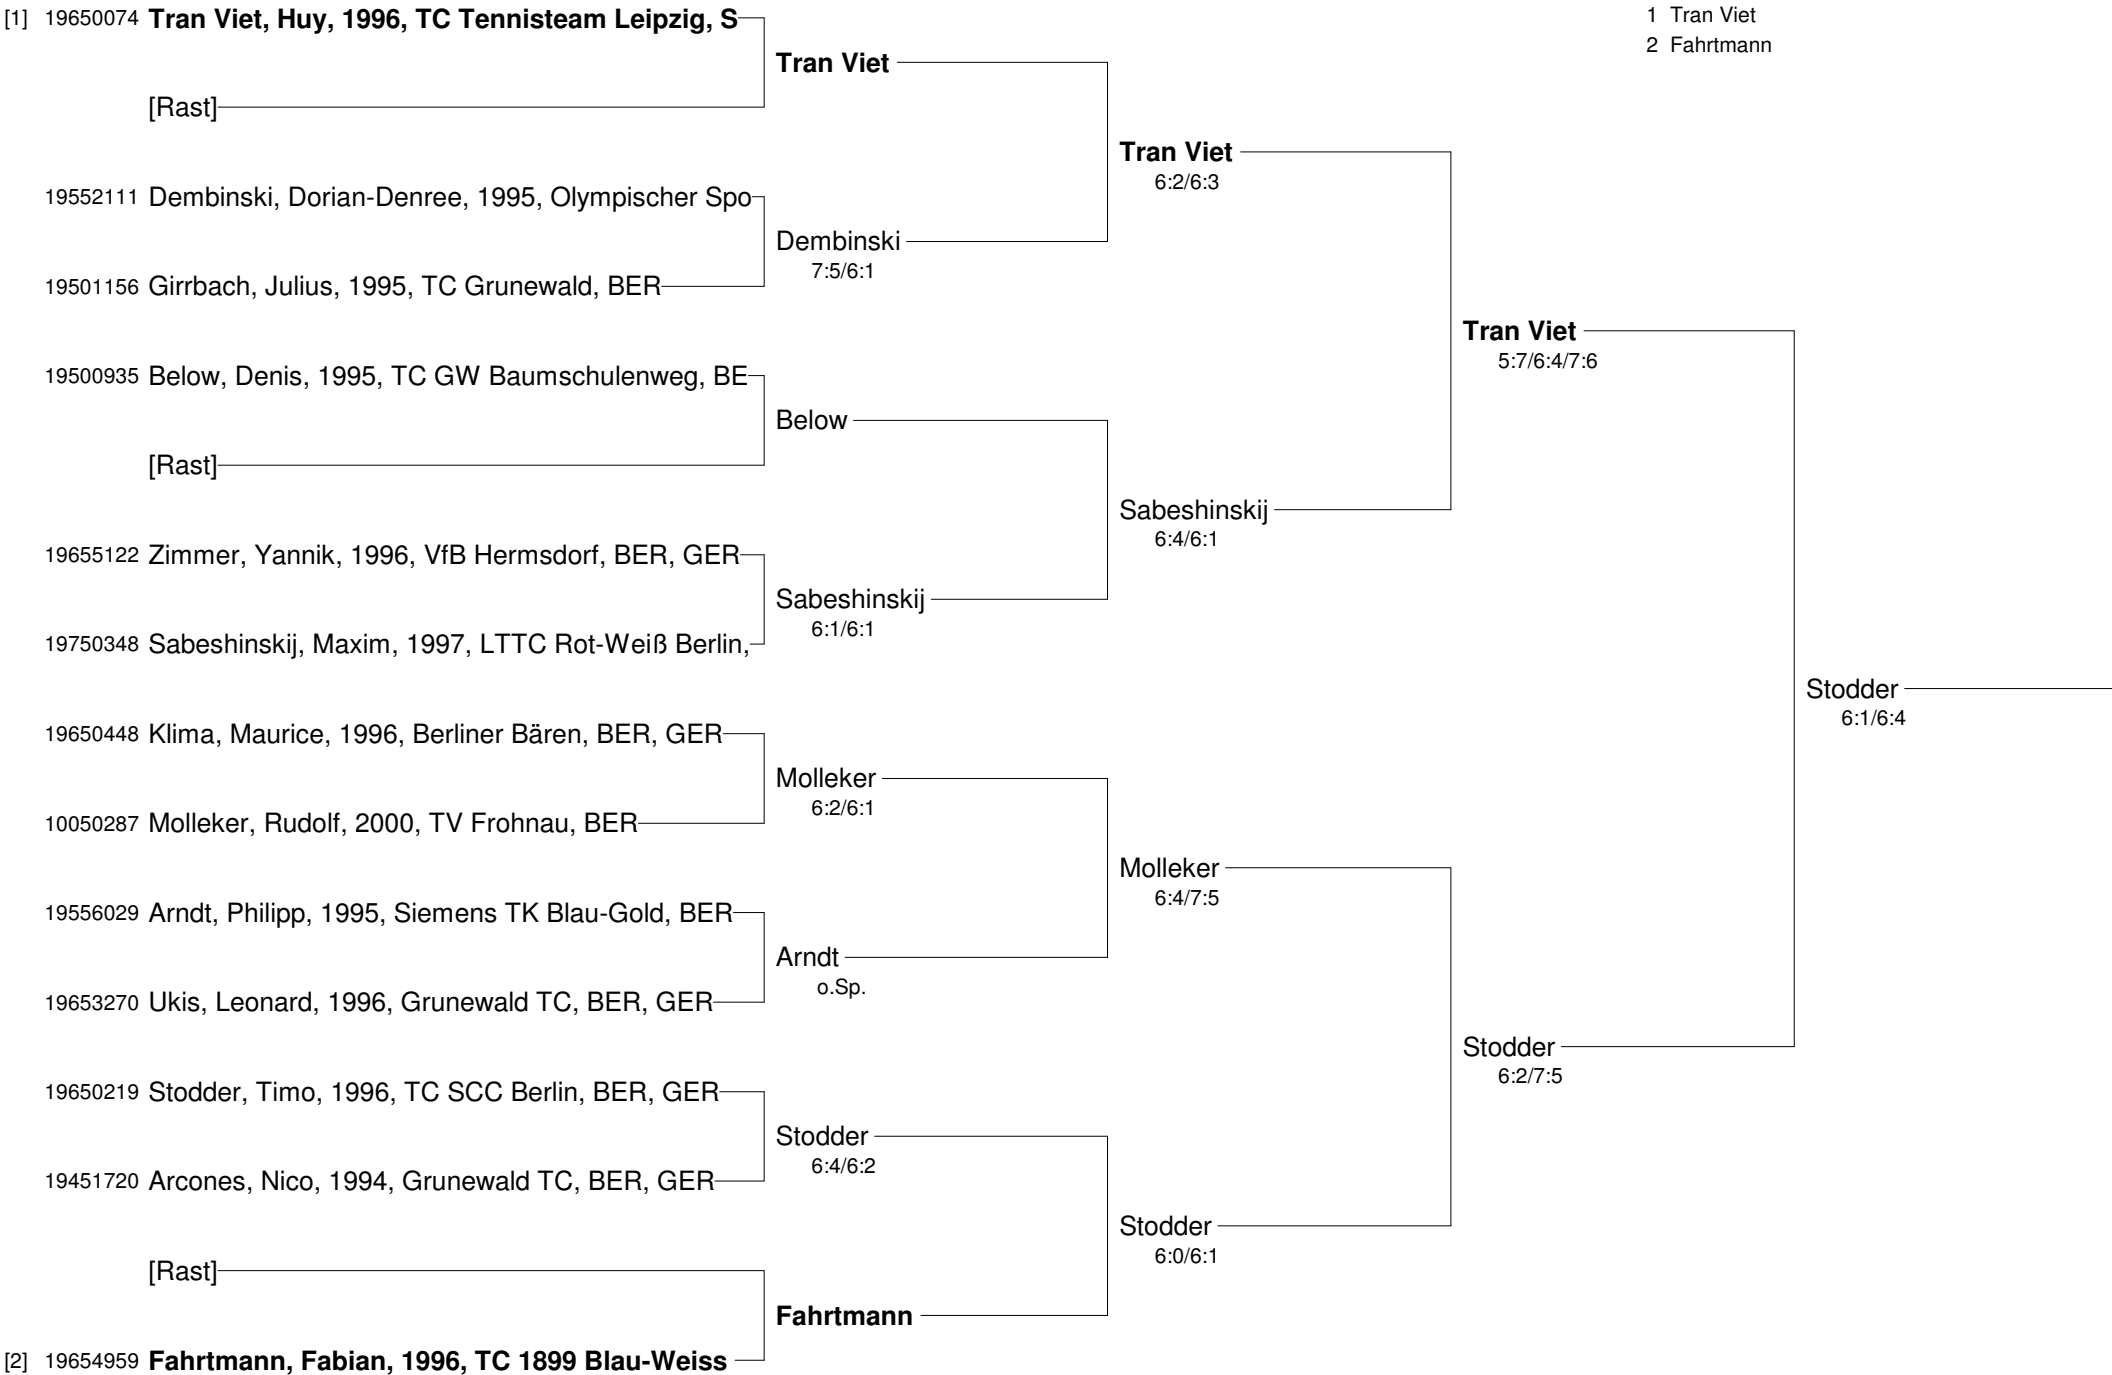 [1] 19650074 Tran Viet, Huy, 1996, TC Tennisteam Leipzig, S
1 Tran Viet
2 Fahrtmann
Tran Viet
[Rast]
Tran Viet
6:2/6:3
19552111 Dembinski, Dorian-Denree, 1995, Olympischer Spo
Dembinski
7:5/6:1
19501156 Girrbach, Julius, 1995, TC Grunewald, BER
Tran Viet
5:7/6:4/7:6
19500935 Below, Denis, 1995, TC GW Baumschulenweg, BE
Below
[Rast]
Sabeshinskij
6:4/6:1
19655122 Zimmer, Yannik, 1996, VfB Hermsdorf, BER, GER
Sabeshinskij
6:1/6:1
19750348 Sabeshinskij, Maxim, 1997, LTTC Rot-Weiß Berlin,
Stodder
6:1/6:4
19650448 Klima, Maurice, 1996, Berliner Bären, BER, GER
Molleker
6:2/6:1
10050287 Molleker, Rudolf, 2000, TV Frohnau, BER
Molleker
6:4/7:5
19556029 Arndt, Philipp, 1995, Siemens TK Blau-Gold, BER
Arndt
o.Sp.
19653270 Ukis, Leonard, 1996, Grunewald TC, BER, GER
Stodder
6:2/7:5
19650219 Stodder, Timo, 1996, TC SCC Berlin, BER, GER
Stodder
6:4/6:2
19451720 Arcones, Nico, 1994, Grunewald TC, BER, GER
Stodder
6:0/6:1
[Rast]
Fahrtmann
[2] 19654959 Fahrtmann, Fabian, 1996, TC 1899 Blau-Weiss